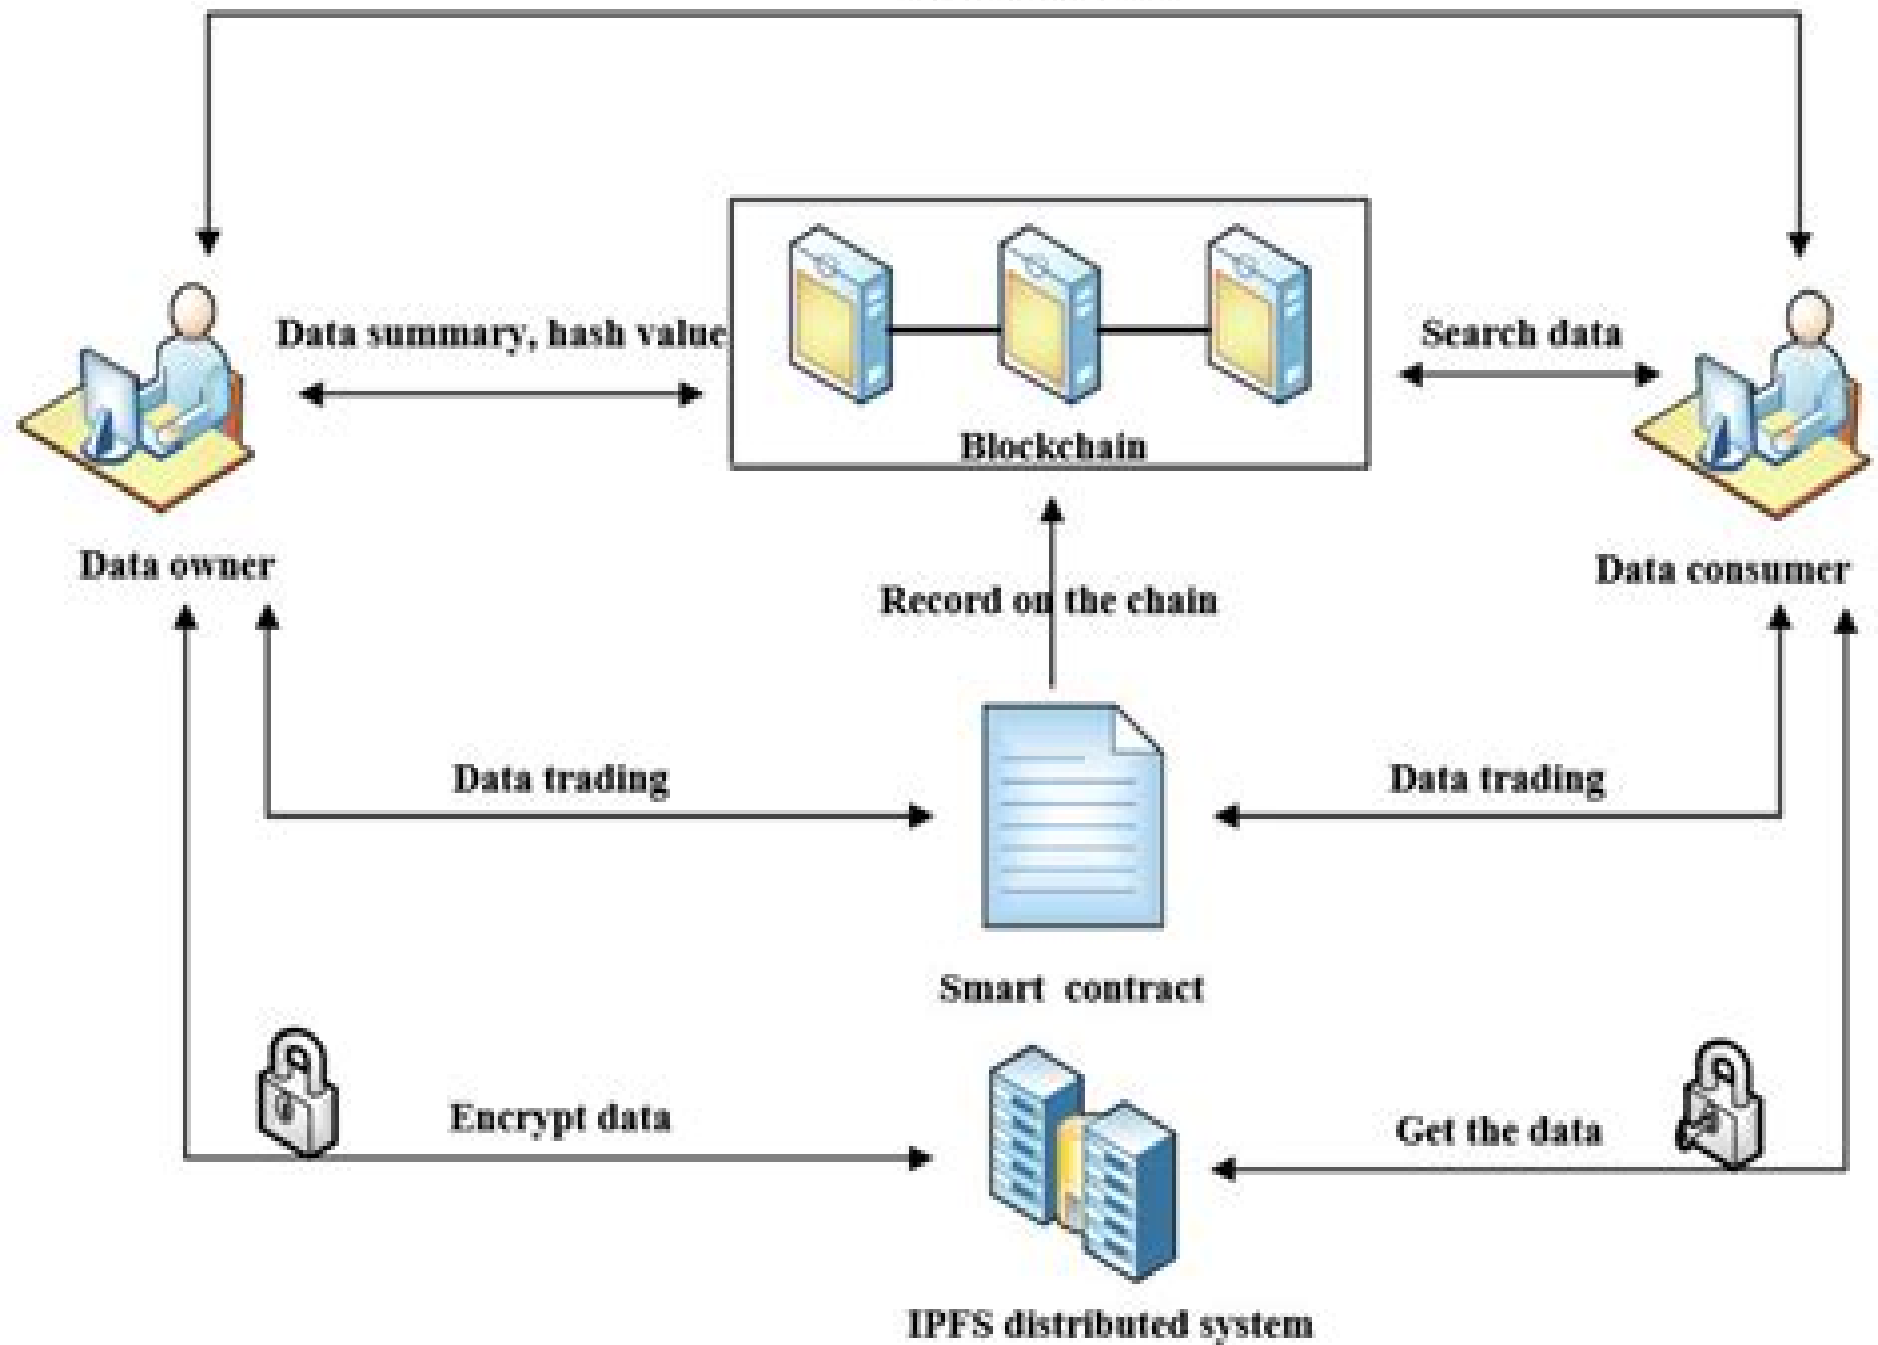 Data summary, hash value
Search data
Blockchain
Data owner
Data consumer
Record on the chain
Data trading
Data trading
Smart  contract
Encrypt data
Get the data
IPFS distributed system